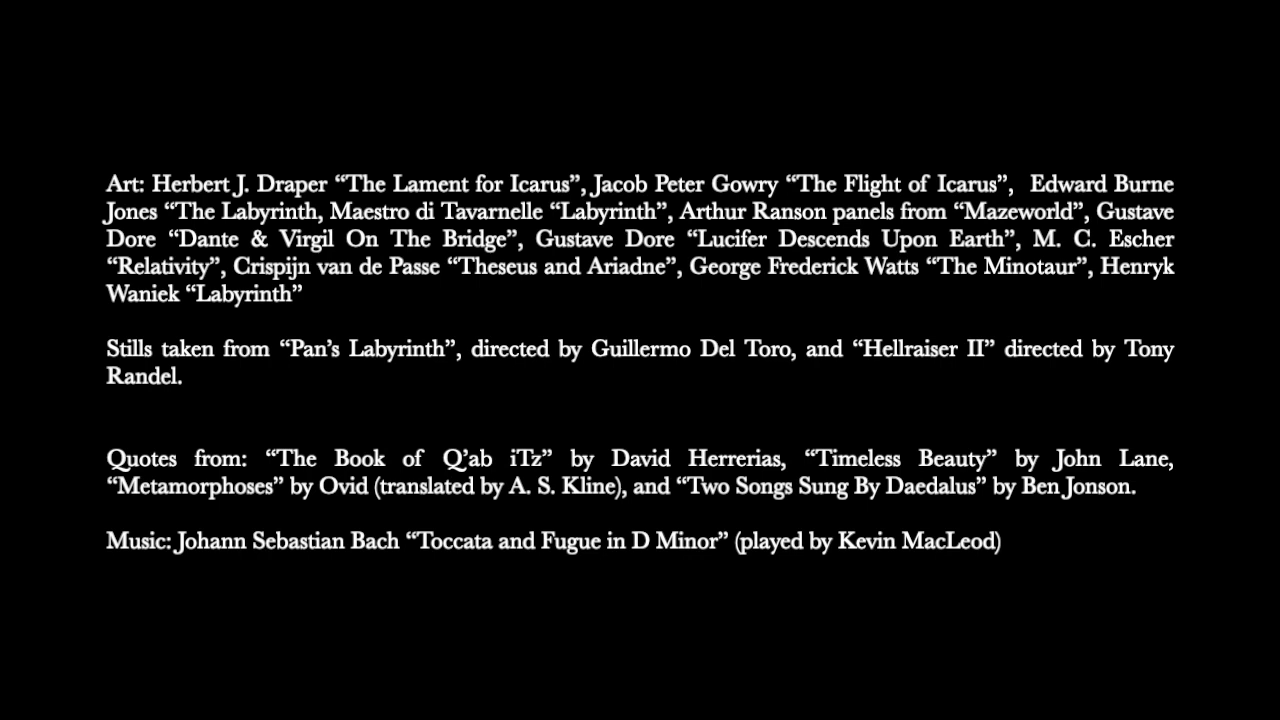 Art: Herbert J. Draper “The Lament for Icarus”, Jacob Peter Gowry “The Flight of Icarus”,  Edward Burne
Jones “The Labyrinth, Maestro di Tavarnelle “Labyrinth”, Arthur Ranson panels from “Mazeworld”, Gustave
Dore “Dante & Virgil On The Bridge”, Gustave Dore “Lucifer Descends Upon Earth”, M. C. Escher
“Relativity”, Crispijn van de Passe “Theseus and Ariadne”, George Frederick Watts “The Minotaur”, Henryk
Waniek “Labyrinth”
Stills taken from “Pan’s Labyrinth”, directed by Guillermo Del Toro, and “Hellraiser II” directed by Tony
Randel.
Quotes from: “The Book of Q’ab iTz” by David Herrerias, “Timeless Beauty” by John Lane,
“Metamorphoses” by Ovid (translated by A. S. Kline), and “Two Songs Sung By Daedalus” by Ben Jonson.
Music: Johann Sebastian Bach “Toccata and Fugue in D Minor” (played by Kevin MacLeod)